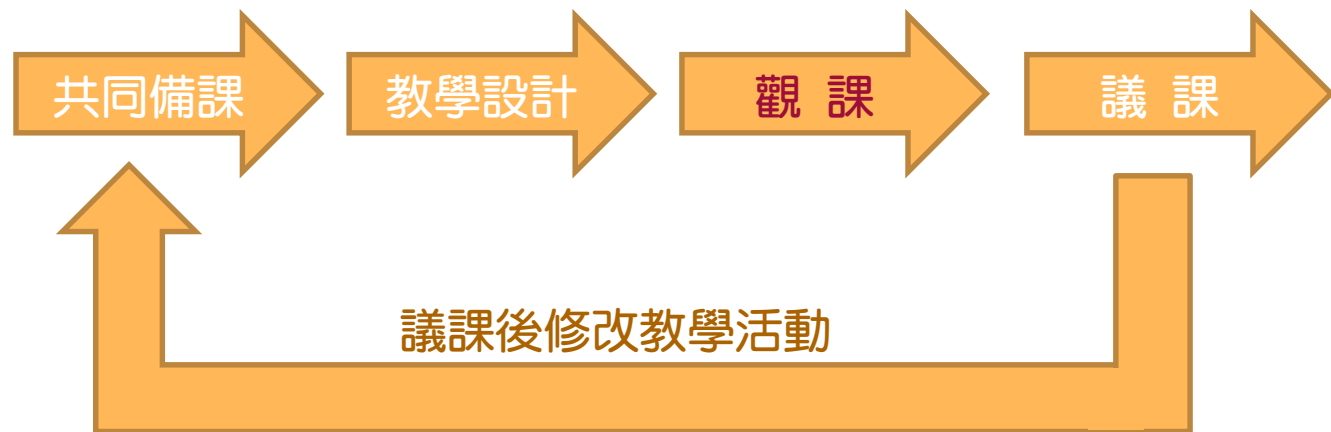 共同備課
教學設計
觀 課
議 課
議課後修改教學活動